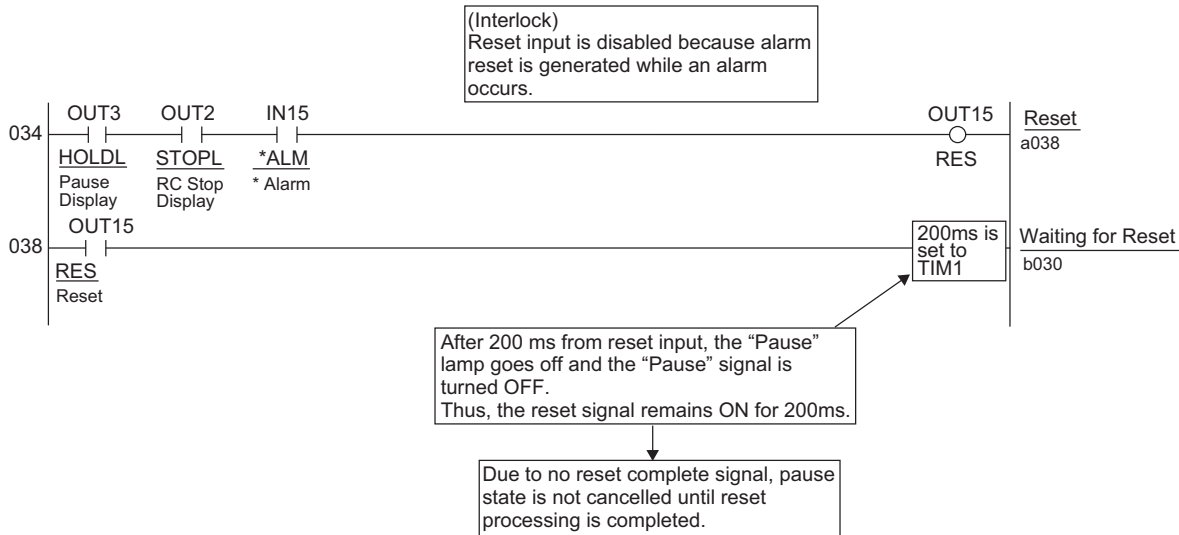 (Interlock)
Reset input is disabled because alarm
reset is generated while an alarm
occurs.
OUT3 OUT2 IN15 OUT15 Reset
034 a038
HOLDL STOPL *ALM RES
Pause RC Stop * Alarm
Display Display
OUT15
038 200ms is Waiting for Reset
set to
TIM1 b030
RES
Reset
After 200 ms from reset input, the “Pause”
lamp goes off and the “Pause” signal is
turned OFF.
Thus, the reset signal remains ON for 200ms.
Due to no reset complete signal, pause
state is not cancelled until reset
processing is completed.